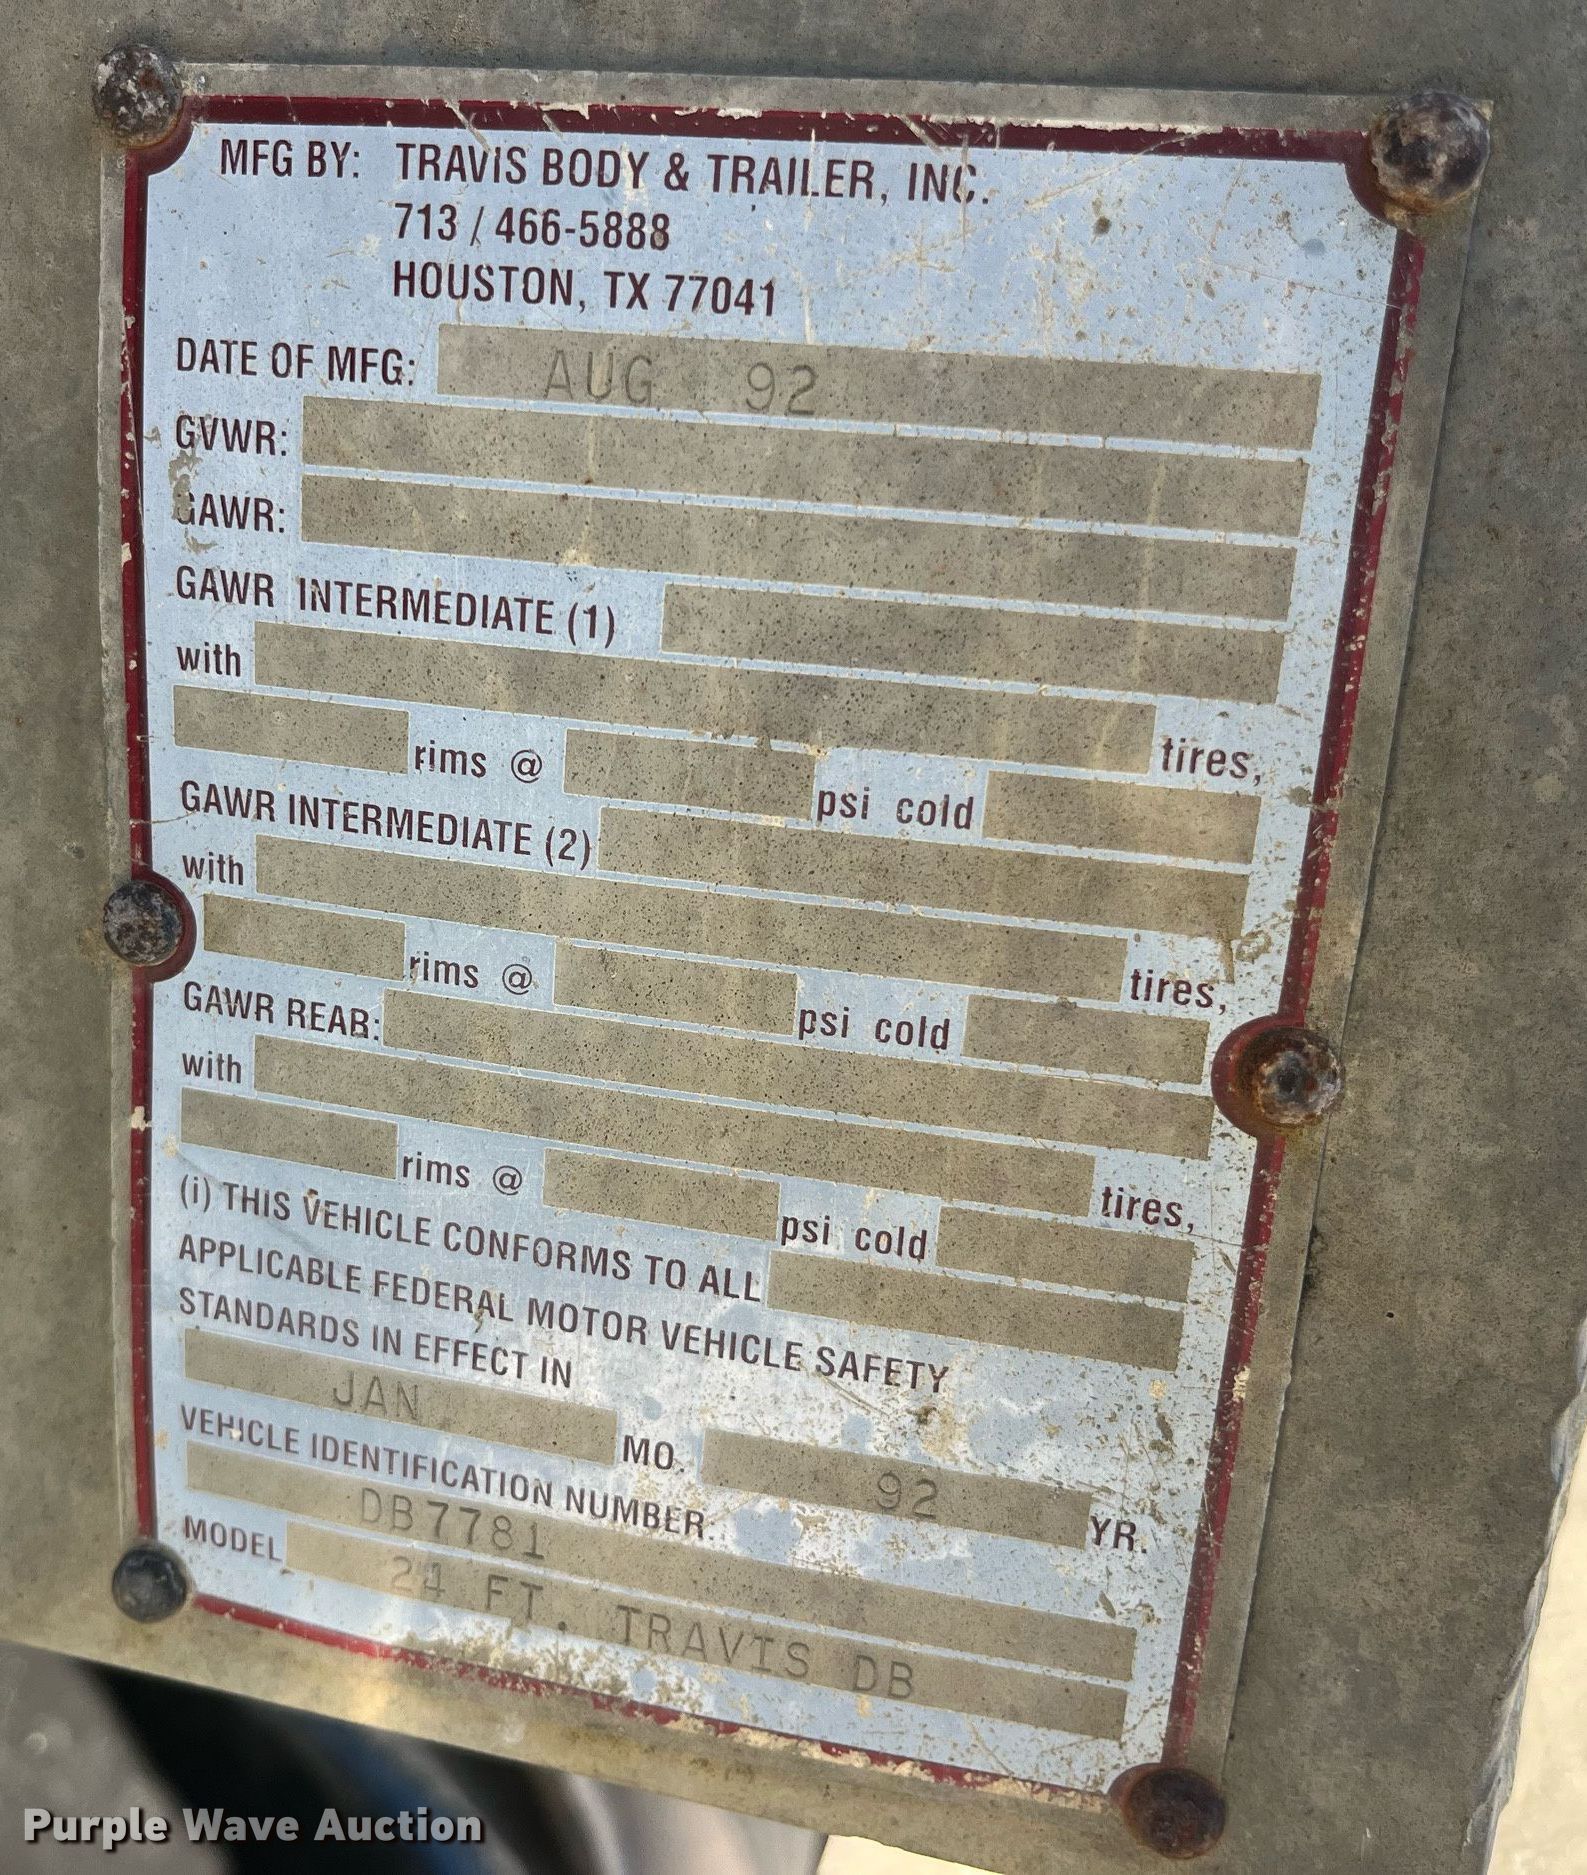 MFG BY: TRAVIS BODY & TRAILER, INC.
713 / 466-5888
HOUSTON, TX 77041
DATE OF MFG: AUG 92
GVWR:
GAWR:
GAWR INTERMEDIATE (1)
with tires,
rims @ psi cold
GAWR INTERMEDIATE (2)
with tires,
rims @ psi cold
GAWR REAR:
with tires,
rims @ psi cold
(i) THIS VEHICLE CONFORMS TO ALL
APPLICABLE FEDERAL MOTOR VEHICLE SAFETY
STANDARDS IN EFFECT IN
JAN MO. 92 YR.
VEHICLE IDENTIFICATION NUMBER:
DB7781
MODEL 24 FT. TRAVIS DB
Purple Wave Auction